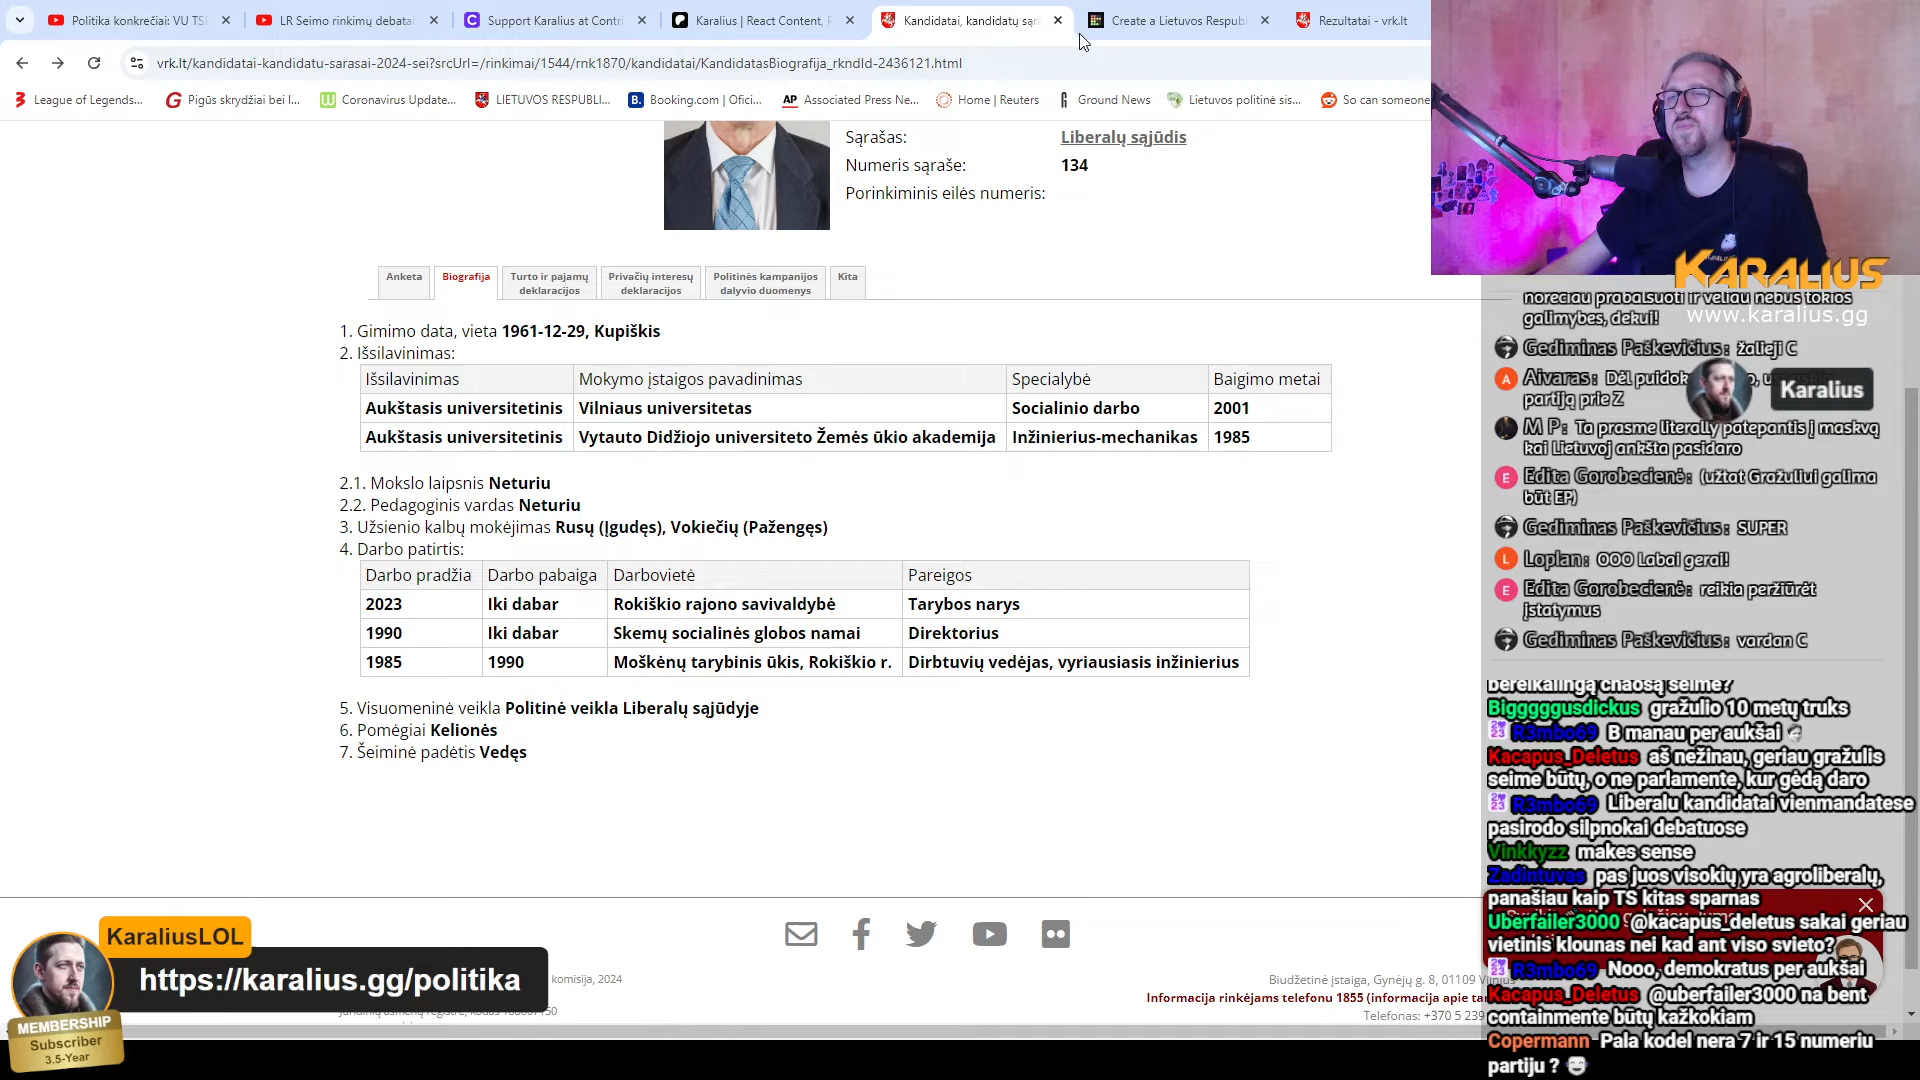 Politika konkrečiai: VU TS
LR Seimo rinkimų debatai
Support Karalius at Contri
Karalius | React Content, P
Kandidatai, kandidatų sąra
Create a Lietuvos Respubl
Rezultatai - vrk.lt
vrk.lt/kandidatai-kandidatu-sarasai-2024-sei?srcUrl=/rinkimai/1544/rnk1870/kandidatai/KandidatasBiografija_rkndId-2436121.html
League of Legends...
Pigūs skrydžiai bei l...
Coronavirus Update...
LIETUVOS RESPUBLI...
Booking.com | Ofici...
Associated Press Ne...
Home | Reuters
Ground News
Lietuvos politinė sis...
So can someone
Sąrašas: Liberalų sąjūdis
Numeris sąraše: 134
Porinkiminis eilės numeris:
Anketa
Biografija
Turto ir pajamų deklaracijos
Privačių interesų deklaracijos
Politinės kampanijos dalyvio duomenys
Kita
1. Gimimo data, vieta 1961-12-29, Kupiškis
2. Išsilavinimas:
Išsilavinimas Mokymo įstaigos pavadinimas Specialybė Baigimo metai
Aukštasis universitetinis Vilniaus universitetas Socialinio darbo 2001
Aukštasis universitetinis Vytauto Didžiojo universiteto Žemės ūkio akademija Inžinierius-mechanikas 1985
2.1. Mokslo laipsnis Neturiu
2.2. Pedagoginis vardas Neturiu
3. Užsienio kalbų mokėjimas Rusų (Įgudęs), Vokiečių (Pažengęs)
4. Darbo patirtis:
Darbo pradžia Darbo pabaiga Darbovietė Pareigos
2023 Iki dabar Rokiškio rajono savivaldybė Tarybos narys
1990 Iki dabar Skemų socialinės globos namai Direktorius
1985 1990 Moškėnų tarybinis ūkis, Rokiškio r. Dirbtuvių vedėjas, vyriausiasis inžinierius
5. Visuomeninė veikla Politinė veikla Liberalų sąjūdyje
6. Pomėgiai Kelionės
7. Šeiminė padėtis Vedęs
komisija, 2024
Biudžetinė įstaiga, Gynėjų g. 8, 01109 Vilnius
Informacija rinkėjams telefonu 1855 (informacija apie
Telefonas: +370 5 239
KaraliusLOL
https://karalius.gg/politika
MEMBERSHIP
Subscriber
3.5-Year
KARALIUS
www.karalius.gg
Karalius
norėčiau prabalsuoti ir vėliau nebus tokios
galimybes, dekui!
Gediminas Paškevičius: žalieji C
Aivaras: Dėl puidok
partiją prie Z
M P: Ta prasme literally patepantis į maskvą
kai Lietuvoj ankšta pasidaro
Edita Gorobecienė: (užtat Gražuliui galima
būt EP)
Gediminas Paškevičius: SUPER
Loplan: OOO Labai gerai!
Edita Gorobecienė: reikia peržiūrėt
įstatymus
Gediminas Paškevičius: vardan C
bereikalingą chaosą seime?
Bigggggusdickus gražulio 10 metų truks
R3mbo69 B manau per aukšai
Kacapus_Deletus aš nežinau, geriau gražulis
seime būtų, o ne parlamente, kur gėdą daro
R3mbo69 Liberalu kandidatai vienmandatese
pasirodo silpnokai debatuose
Vinkkyzz makes sense
Zadintuvas pas juos visokių yra agroliberalų,
panašiau kaip TS kitas sparnas
Uberfailer3000 @kacapus_deletus sakai geriau
vietinis klounas nei kad ant viso svieto?
R3mbo69 Nooo, demokratus per aukšai
Kacapus_Deletus @uberfailer3000 na bent
containmente būtų kažkokiam
Copermann Pala kodel nera 7 ir 15 numeriu
partiju ?